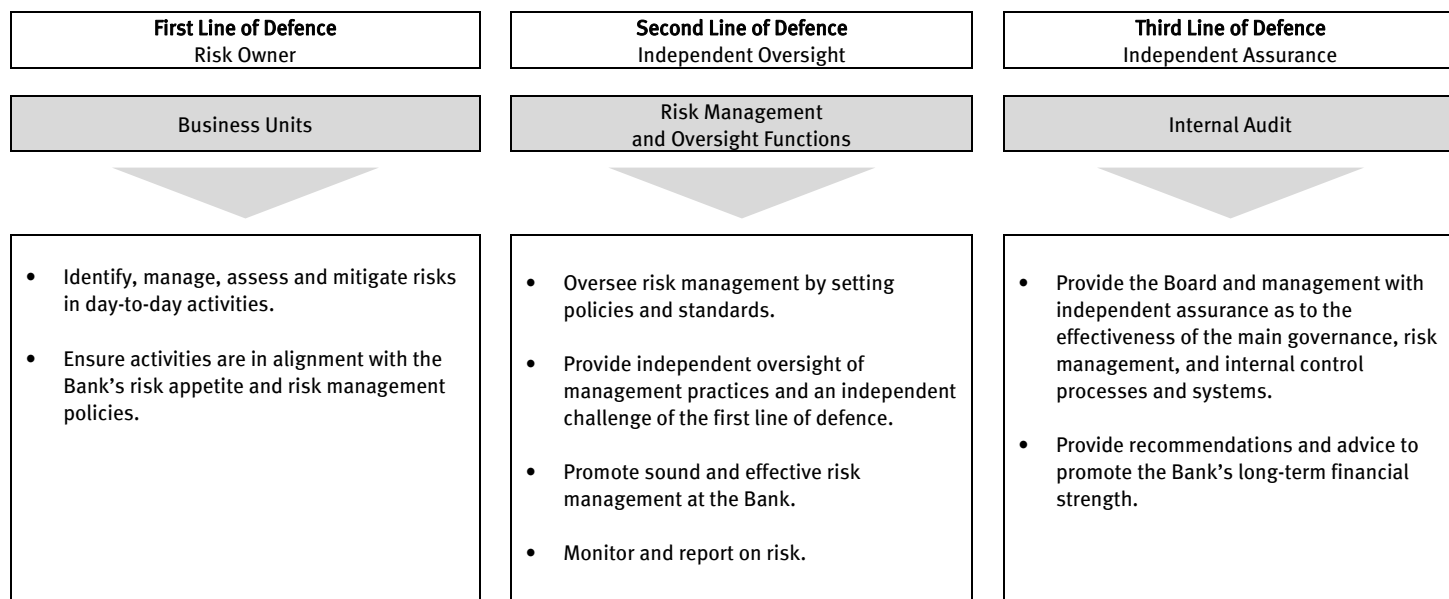 First Line of Defence
Risk Owner
Business Units
• Identify, manage, assess and mitigate risks
in day-to-day activities.
• Ensure activities are in alignment with the
Bank’s risk appetite and risk management
policies.
Second Line of Defence
Independent Oversight
Risk Management
and Oversight Functions
• Oversee risk management by setting
policies and standards.
• Provide independent oversight of
management practices and an independent
challenge of the first line of defence.
• Promote sound and effective risk
management at the Bank.
• Monitor and report on risk.
Third Line of Defence
Independent Assurance
Internal Audit
• Provide the Board and management with
independent assurance as to the
effectiveness of the main governance, risk
management, and internal control
processes and systems.
• Provide recommendations and advice to
promote the Bank’s long-term financial
strength.